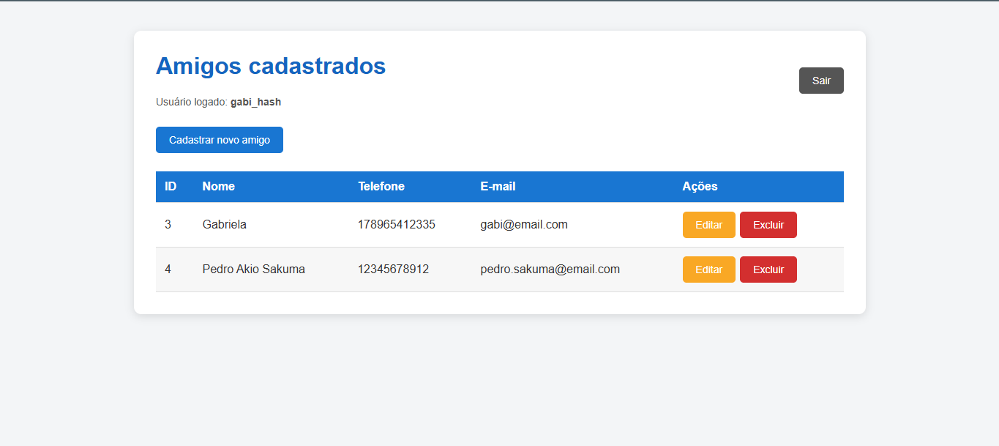 Amigos cadastrados
Sair
Usuário logado: gabi_hash
Cadastrar novo amigo
ID Nome Telefone E-mail Ações
3 Gabriela 178965412335 gabi@email.com Editar Excluir
4 Pedro Akio Sakuma 12345678912 pedro.sakuma@email.com Editar Excluir